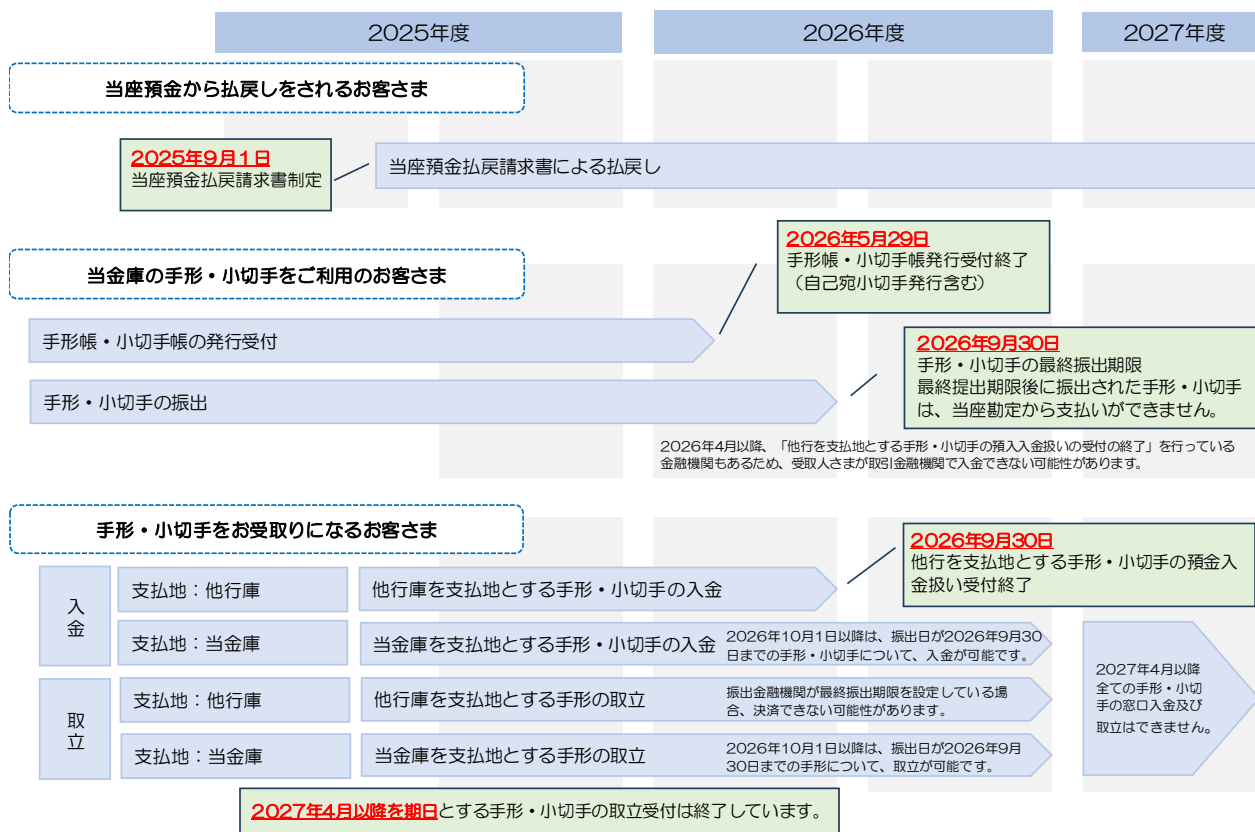 2025年度
2026年度
2027年度
当座預金から払戻しをされるお客さま
2025年9月1日
当座預金払戻請求書制定
当座預金払戻請求書による払戻し
当金庫の手形・小切手をご利用のお客さま
2026年5月29日
手形帳・小切手帳発行受付終了
（自己宛小切手発行含む）
手形帳・小切手帳の発行受付
2026年9月30日
手形・小切手の最終振出期限
最終提出期限後に振出された手形・小切手
は、当座勘定から支払いができません。
手形・小切手の振出
2026年4月以降、「他行を支払地とする手形・小切手の預入入金扱いの受付の終了」を行っている
金融機関もあるため、受取人さまが取引金融機関で入金できない可能性があります。
手形・小切手をお受取りになるお客さま
2026年9月30日
他行を支払地とする手形・小切手の預金入
金扱い受付終了
入
金
支払地：他行庫
他行庫を支払地とする手形・小切手の入金
支払地：当金庫
当金庫を支払地とする手形・小切手の入金
2026年10月1日以降は、振出日が2026年9月30
日までの手形・小切手について、入金が可能です。
取
立
支払地：他行庫
他行庫を支払地とする手形の取立
振出金融機関が最終振出期限を設定している場
合、決済できない可能性があります。
支払地：当金庫
当金庫を支払地とする手形の取立
2026年10月1日以降は、振出日が2026年9月
30日までの手形について、取立が可能です。
2027年4月以降
全ての手形・小切
手の窓口入金及び
取立はできません。
2027年4月以降を期日とする手形・小切手の取立受付は終了しています。